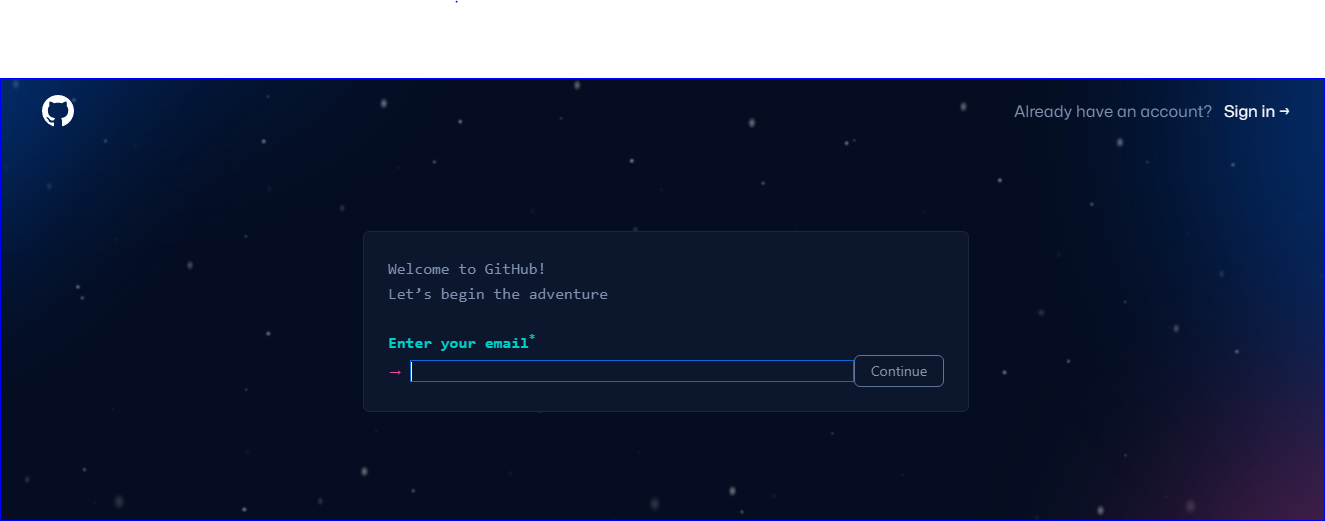 Already have an account? Sign in →
Welcome to GitHub!
Let’s begin the adventure
Enter your email*
→
Continue